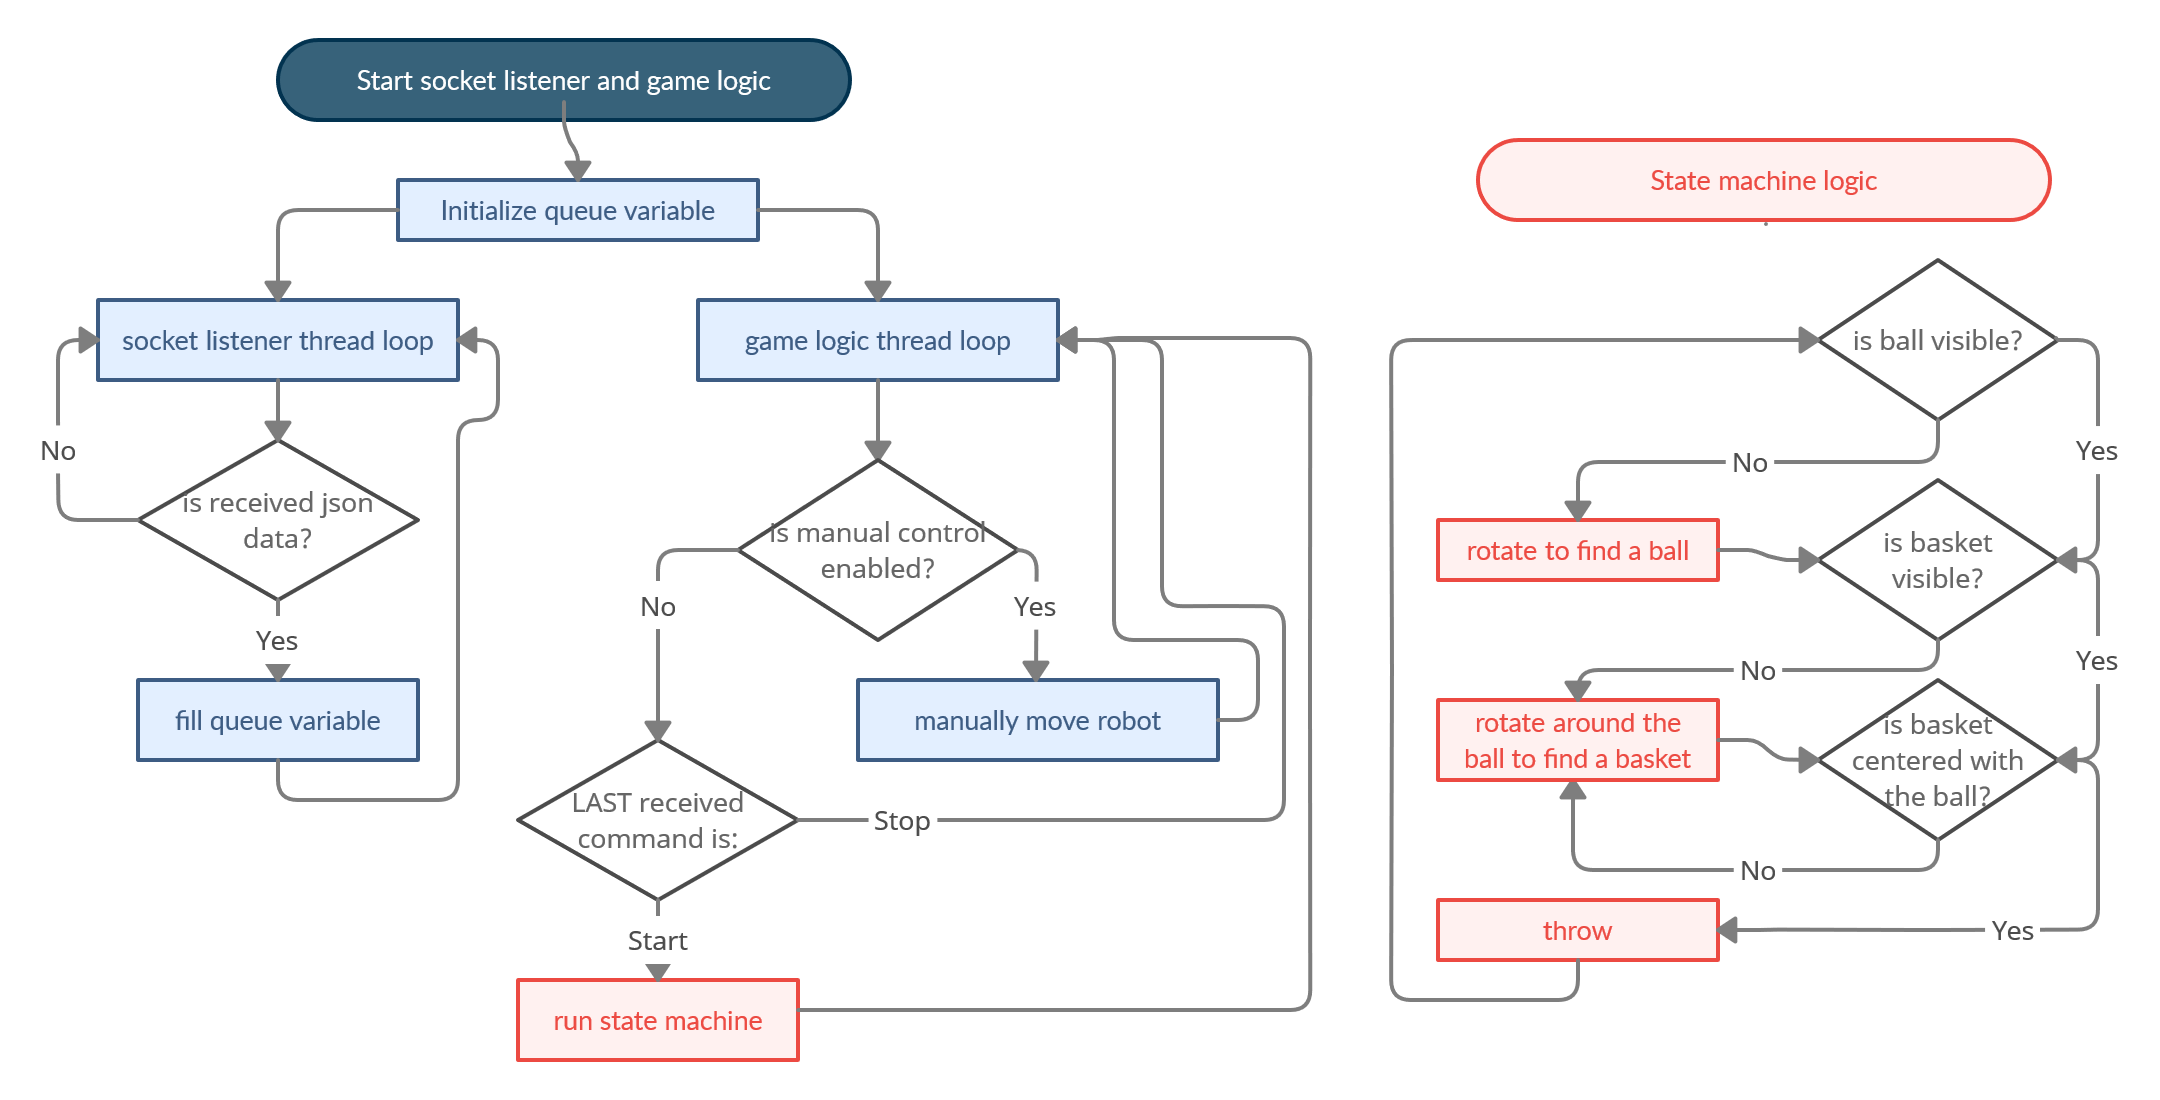 Start socket listener and game logic
Initialize queue variable
socket listener thread loop
game logic thread loop
No
is received json
data?
Yes
fill queue variable
is manual control
enabled?
No
Yes
manually move robot
LAST received
command is:
Stop
Start
run state machine
State machine logic
is ball visible?
No
Yes
rotate to find a ball
is basket
visible?
No
Yes
rotate around the
ball to find a basket
is basket
centered with
the ball?
No
Yes
throw